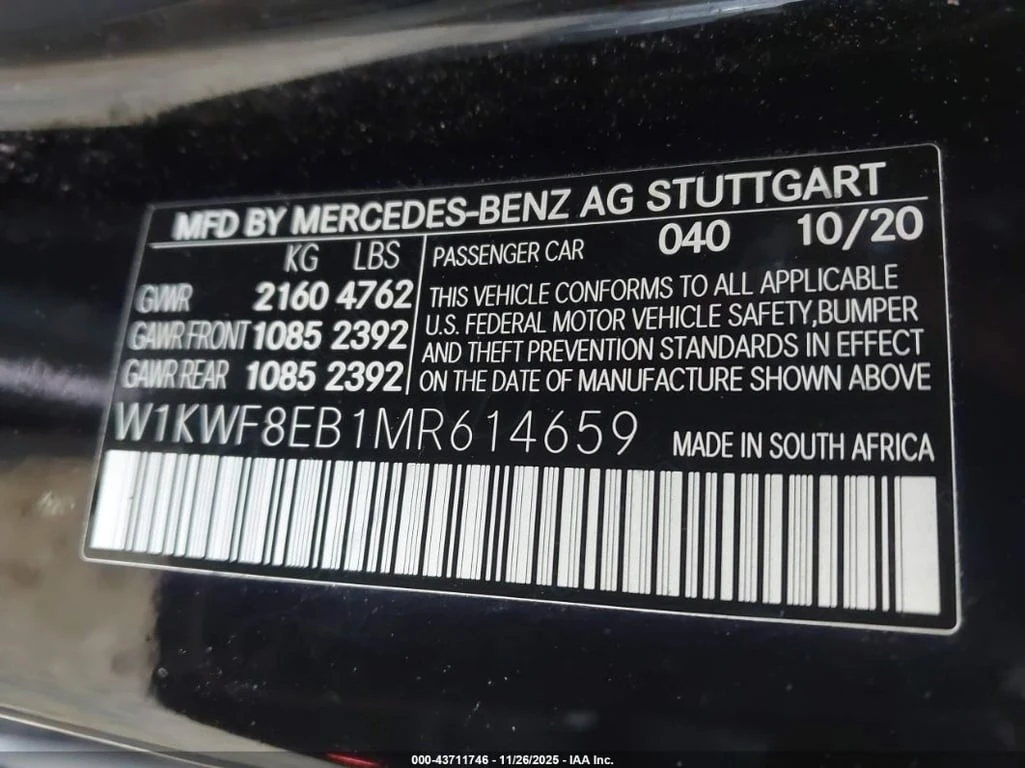 MFD BY MERCEDES-BENZ AG STUTTGART
KG LBS
GVWR 2160 4762
GAWR FRONT 1085 2392
GAWR REAR 1085 2392
PASSENGER CAR 040 10/20
THIS VEHICLE CONFORMS TO ALL APPLICABLE
U.S. FEDERAL MOTOR VEHICLE SAFETY,BUMPER
AND THEFT PREVENTION STANDARDS IN EFFECT
ON THE DATE OF MANUFACTURE SHOWN ABOVE
W1KWF8EB1MR614659 MADE IN SOUTH AFRICA
000-43711746 - 11/26/2025 - IAA Inc.